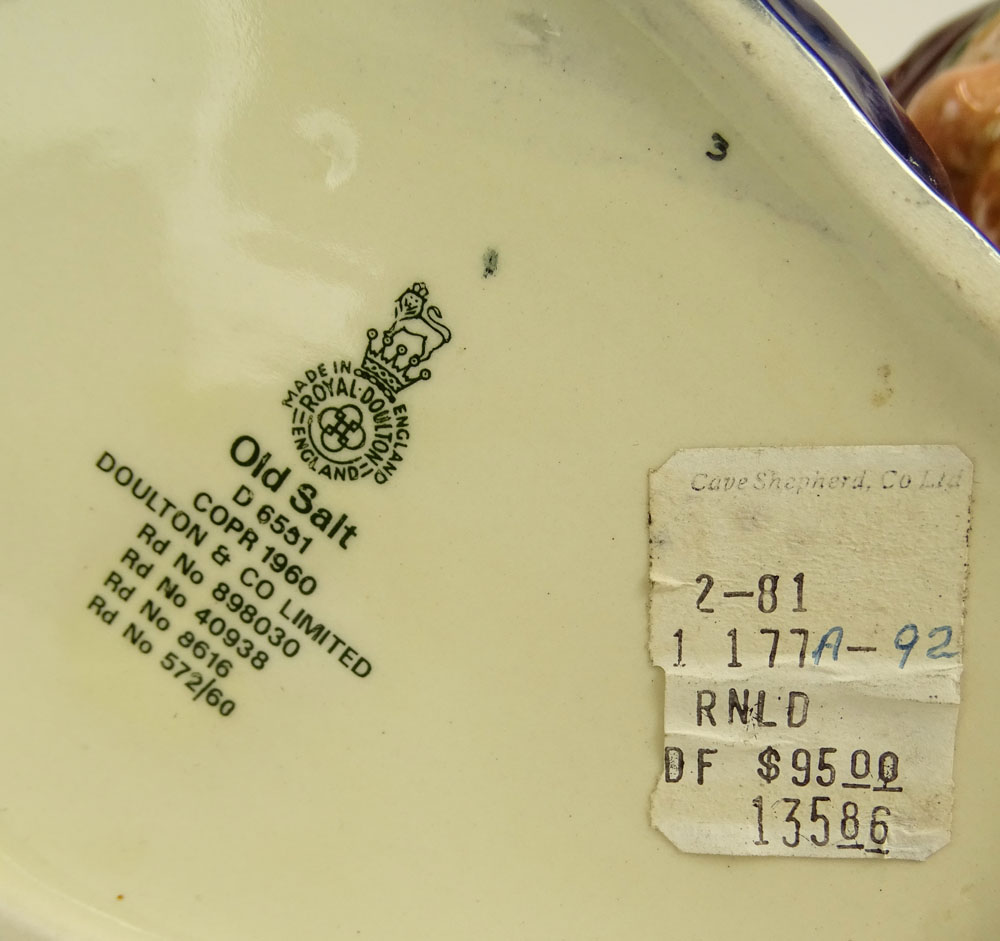 3
MADE IN ENGLAND
ROYAL·DOULTON
ENGLAND
Old Salt
D 6551
COPR 1960
DOULTON & CO LIMITED
Rd No 898030
Rd No 40938
Rd No 8616
Rd No 572/60
Cave Shepherd, Co Ltd
2-81
1 177A-92
RNLD
DF $95.00
13586